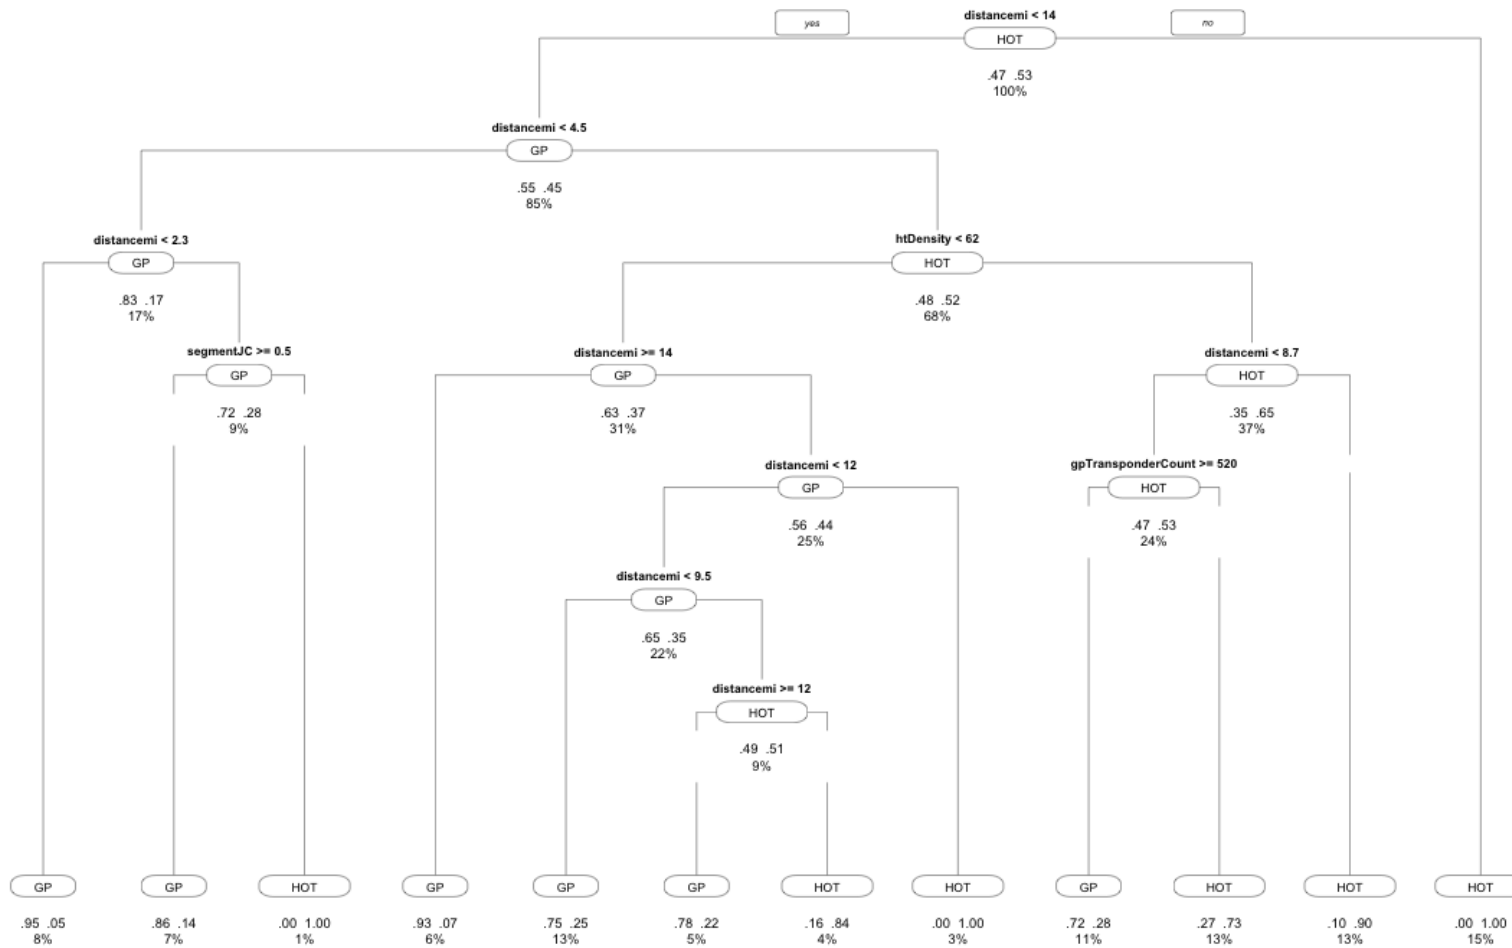 distancemi < 14
yes
no
HOT
.47 .53
100%
distancemi < 4.5
GP
.55 .45
85%
distancemi < 2.3
htDensity < 62
GP
HOT
.83 .17
.48 .52
17%
68%
segmentJC >= 0.5
distancemi >= 14
distancemi < 8.7
GP
GP
HOT
.72 .28
.63 .37
.35 .65
9%
31%
37%
distancemi < 12
gpTransponderCount >= 520
GP
HOT
.56 .44
.47 .53
25%
24%
distancemi < 9.5
GP
.65 .35
22%
distancemi >= 12
HOT
.49 .51
9%
GP
GP
HOT
GP
GP
GP
HOT
HOT
GP
HOT
HOT
HOT
.95 .05
.86 .14
.00 1.00
.93 .07
.75 .25
.78 .22
.16 .84
.00 1.00
.72 .28
.27 .73
.10 .90
.00 1.00
8%
7%
1%
6%
13%
5%
4%
3%
11%
13%
13%
15%